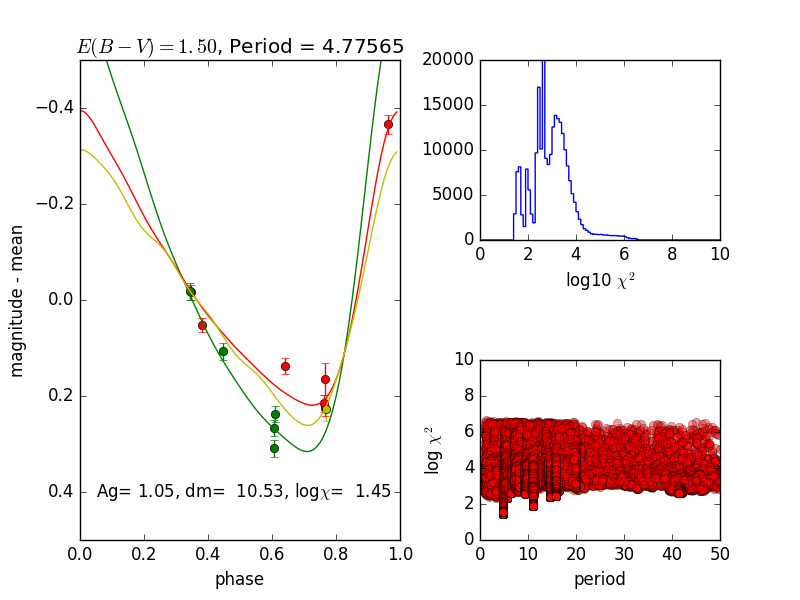 E(B−V)=1.50, Period = 4.77565
−0.4
−0.2
0.0
0.2
0.4
magnitude - mean
Ag= 1.05, dm= 10.53, logχ= 1.45
0.0 0.2 0.4 0.6 0.8 1.0
phase
20000
15000
10000
5000
0
0 2 4 6 8 10
log10 χ²
10
8
6
4
2
0
log χ²
0 10 20 30 40 50
period